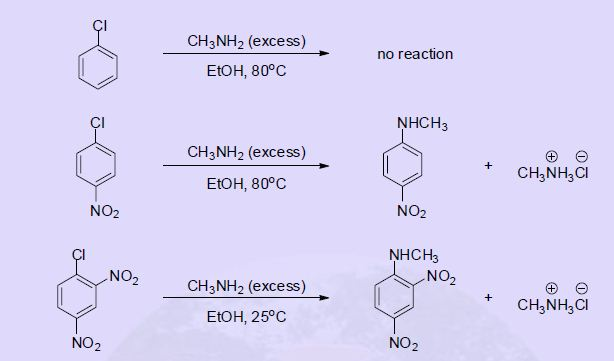 Cl
CH₃NH₂ (excess)
EtOH, 80°C
no reaction
Cl
NO₂
CH₃NH₂ (excess)
EtOH, 80°C
NHCH₃
NO₂
+
CH₃NH₃Cl
⊕ ⊖
Cl
NO₂
NO₂
CH₃NH₂ (excess)
EtOH, 25°C
NHCH₃
NO₂
NO₂
+
CH₃NH₃Cl
⊕ ⊖